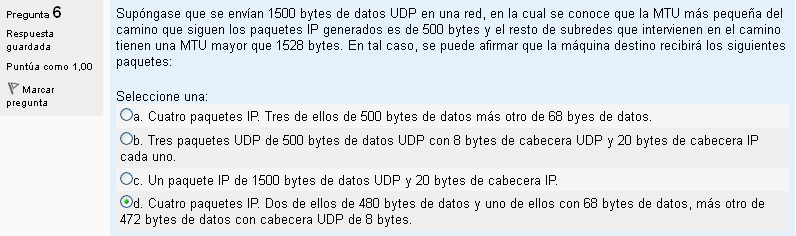 Pregunta 6
Respuesta
guardada
Puntúa como 1,00
Marcar
pregunta
Supóngase que se envían 1500 bytes de datos UDP en una red, en la cual se conoce que la MTU más pequeña del
camino que siguen los paquetes IP generados es de 500 bytes y el resto de subredes que intervienen en el camino
tienen una MTU mayor que 1528 bytes. En tal caso, se puede afirmar que la máquina destino recibirá los siguientes
paquetes:
Seleccione una:
a. Cuatro paquetes IP. Tres de ellos de 500 bytes de datos más otro de 68 byes de datos.
b. Tres paquetes UDP de 500 bytes de datos UDP con 8 bytes de cabecera UDP y 20 bytes de cabecera IP
cada uno.
c. Un paquete IP de 1500 bytes de datos UDP y 20 bytes de cabecera IP.
d. Cuatro paquetes IP. Dos de ellos de 480 bytes de datos y uno de ellos con 68 bytes de datos, más otro de
472 bytes de datos con cabecera UDP de 8 bytes.